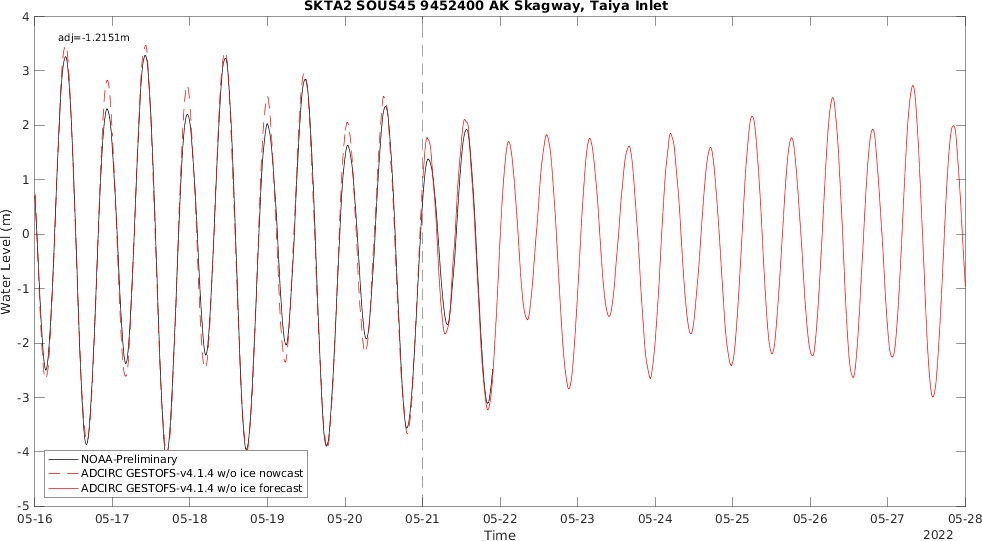 SKTA2 SOUS45 9452400 AK Skagway, Taiya Inlet
adj=-1.2151m
4
3
2
1
0
-1
-2
-3
-4
-5
Water Level (m)
NOAA-Preliminary
ADCIRC GESTOFS-v4.1.4 w/o ice nowcast
ADCIRC GESTOFS-v4.1.4 w/o ice forecast
05-16 05-17 05-18 05-19 05-20 05-21 05-22 05-23 05-24 05-25 05-26 05-27 05-28
Time
2022